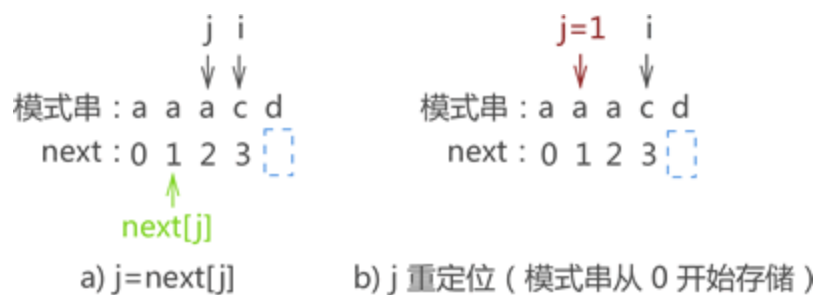 j i
模式串：a a a c d
next：0 1 2 3
next[j]
a) j=next[j]
j=1 i
模式串：a a a c d
next：0 1 2 3
b) j 重定位（模式串从 0 开始存储）